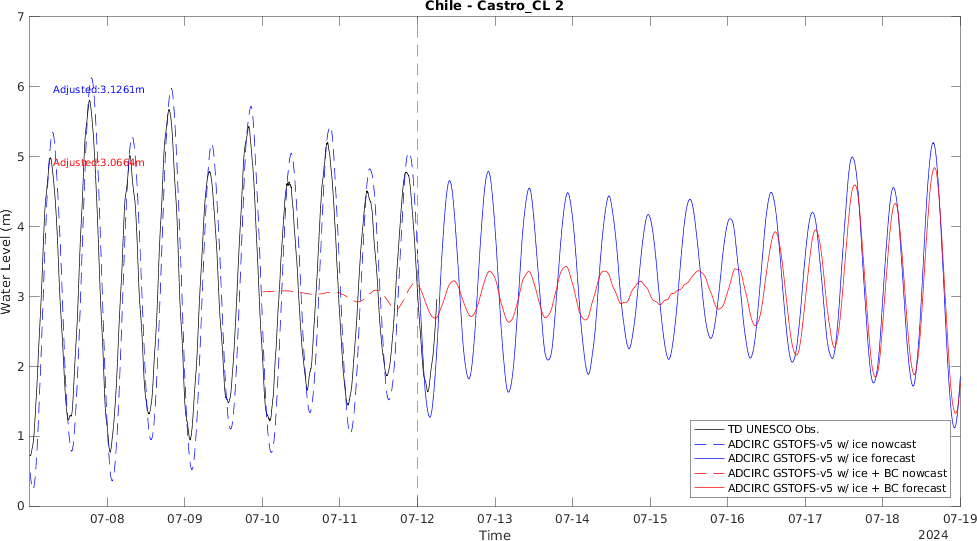 Chile - Castro_CL 2
7
6
5
4
3
2
1
0
Water Level (m)
Adjusted:3.1261m
Adjusted:3.0664m
TD UNESCO Obs.
ADCIRC GSTOFS-v5 w/ ice nowcast
ADCIRC GSTOFS-v5 w/ ice forecast
ADCIRC GSTOFS-v5 w/ ice + BC nowcast
ADCIRC GSTOFS-v5 w/ ice + BC forecast
07-08 07-09 07-10 07-11 07-12 07-13 07-14 07-15 07-16 07-17 07-18 07-19
Time
2024